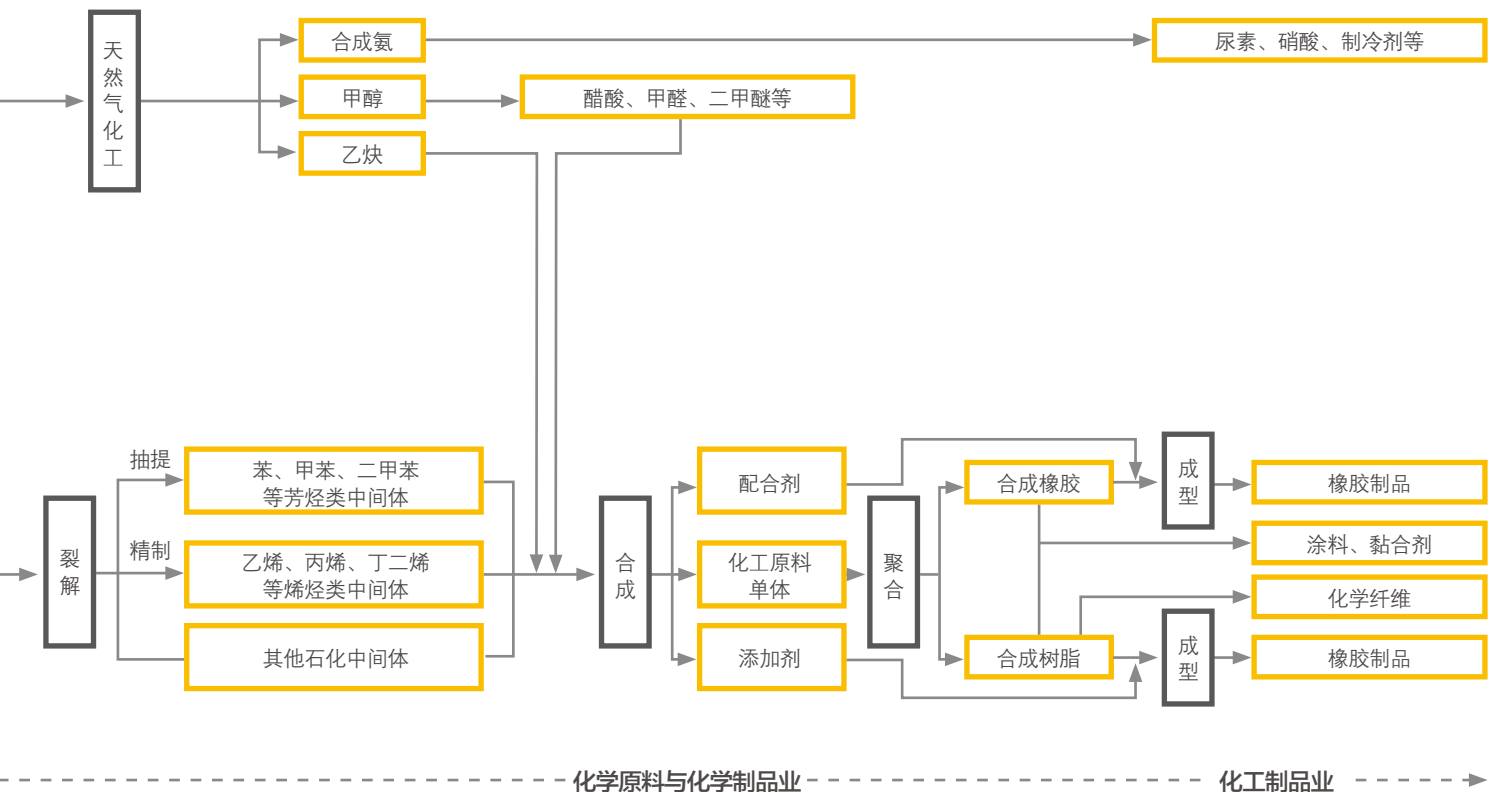 天然气化工
合成氨
尿素、硝酸、制冷剂等
甲醇
醋酸、甲醛、二甲醚等
乙炔
裂解
抽提
苯、甲苯、二甲苯
等芳烃类中间体
精制
乙烯、丙烯、丁二烯
等烯烃类中间体
其他石化中间体
合成
配合剂
化工原料
单体
添加剂
聚合
合成橡胶
合成树脂
成型
橡胶制品
涂料、黏合剂
化学纤维
成型
橡胶制品
化学原料与化学制品业
化工制品业